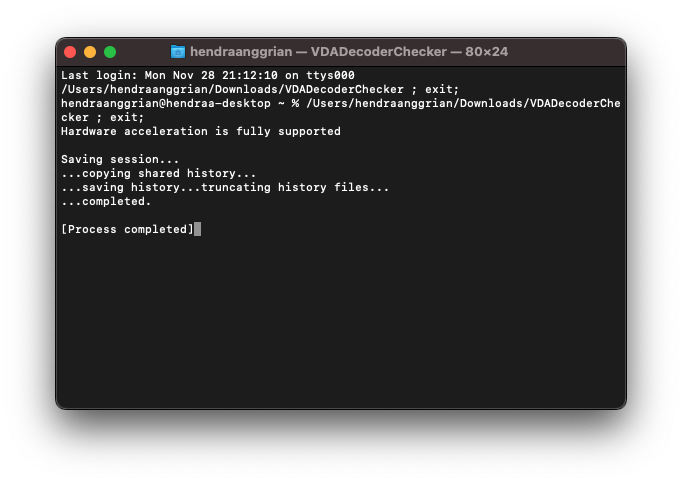 hendraanggrian — VDADecoderChecker — 80×24
Last login: Mon Nov 28 21:12:10 on ttys000
/Users/hendraanggrian/Downloads/VDADecoderChecker ; exit;
hendraanggrian@hendraa-desktop ~ % /Users/hendraanggrian/Downloads/VDADecoderChe
cker ; exit;
Hardware acceleration is fully supported
Saving session...
...copying shared history...
...saving history...truncating history files...
...completed.
[Process completed]